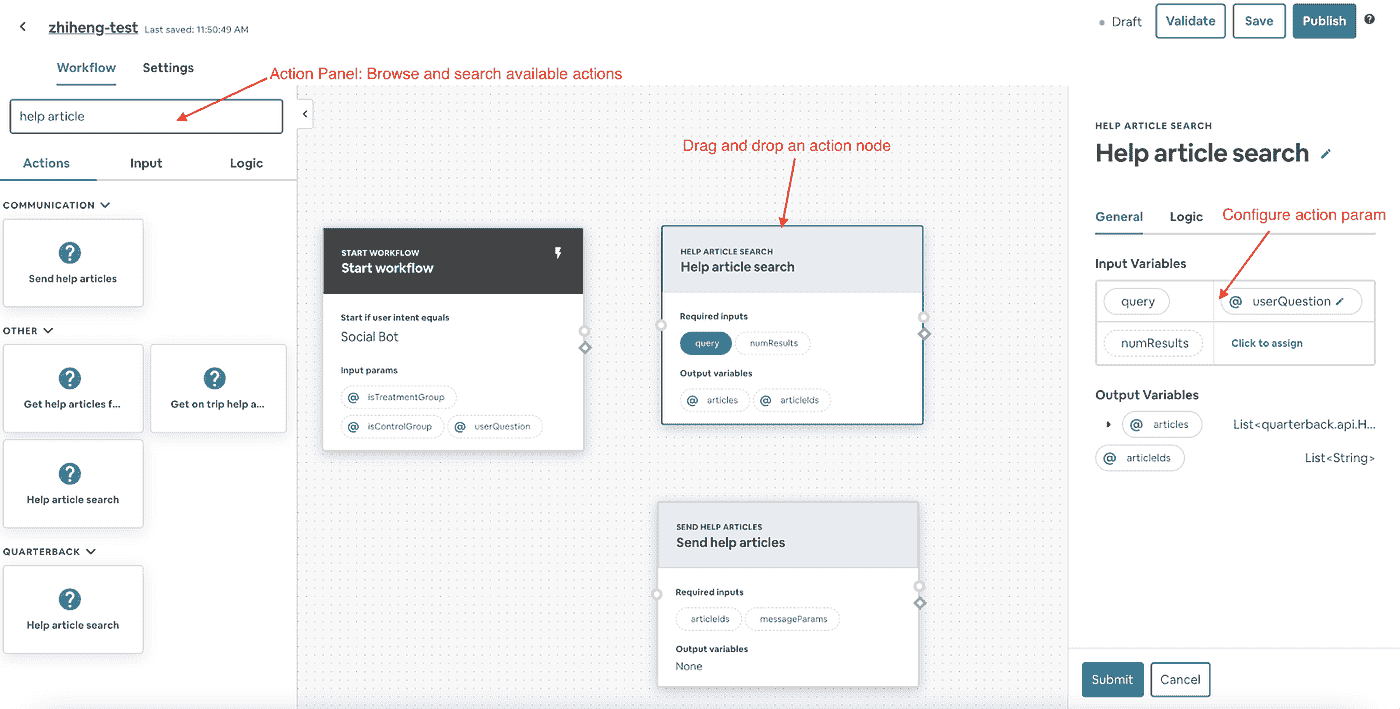 zhiheng-test Last saved: 11:50:49 AM
Draft
Validate
Save
Publish
Workflow Settings
Action Panel: Browse and search available actions
help article
Actions Input Logic
COMMUNICATION
Send help articles
OTHER
Get help articles f...
Get on trip help a...
Help article search
QUARTERBACK
Help article search
START WORKFLOW
Start workflow
Start if user intent equals
Social Bot
Input params
@ isTreatmentGroup
@ isControlGroup @ userQuestion
Drag and drop an action node
HELP ARTICLE SEARCH
Help article search
Required inputs
query numResults
Output variables
@ articles @ articleIds
SEND HELP ARTICLES
Send help articles
Required inputs
articleIds messageParams
Output variables
None
HELP ARTICLE SEARCH
Help article search
General Logic
Configure action param
Input Variables
query @ userQuestion
numResults Click to assign
Output Variables
@ articles List<quarterback.api.H...
@ articleIds List<String>
Submit Cancel